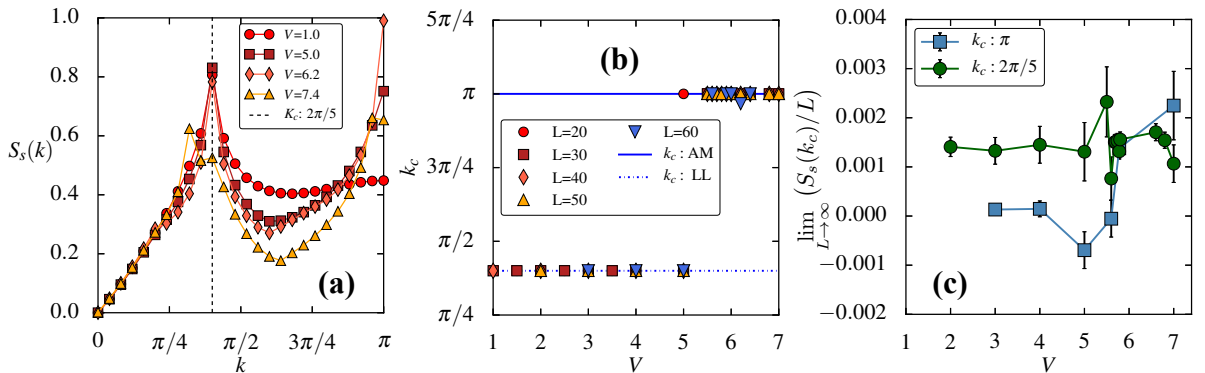 1.0
0.8
0.6
0.4
0.2
0.0
S_s(k)
V=1.0
V=5.0
V=6.2
V=7.4
K_c: 2π/5
(a)
0
π/4
π/2
3π/4
π
k
5π/4
π
3π/4
π/2
π/4
k_c
(b)
L=20
L=30
L=40
L=50
L=60
k_c: AM
k_c: LL
1
2
3
4
5
6
7
V
0.004
0.003
0.002
0.001
0.000
−0.001
−0.002
lim_{L→∞} (S_s(k_c)/L)
k_c: π
k_c: 2π/5
(c)
1
2
3
4
5
6
7
V